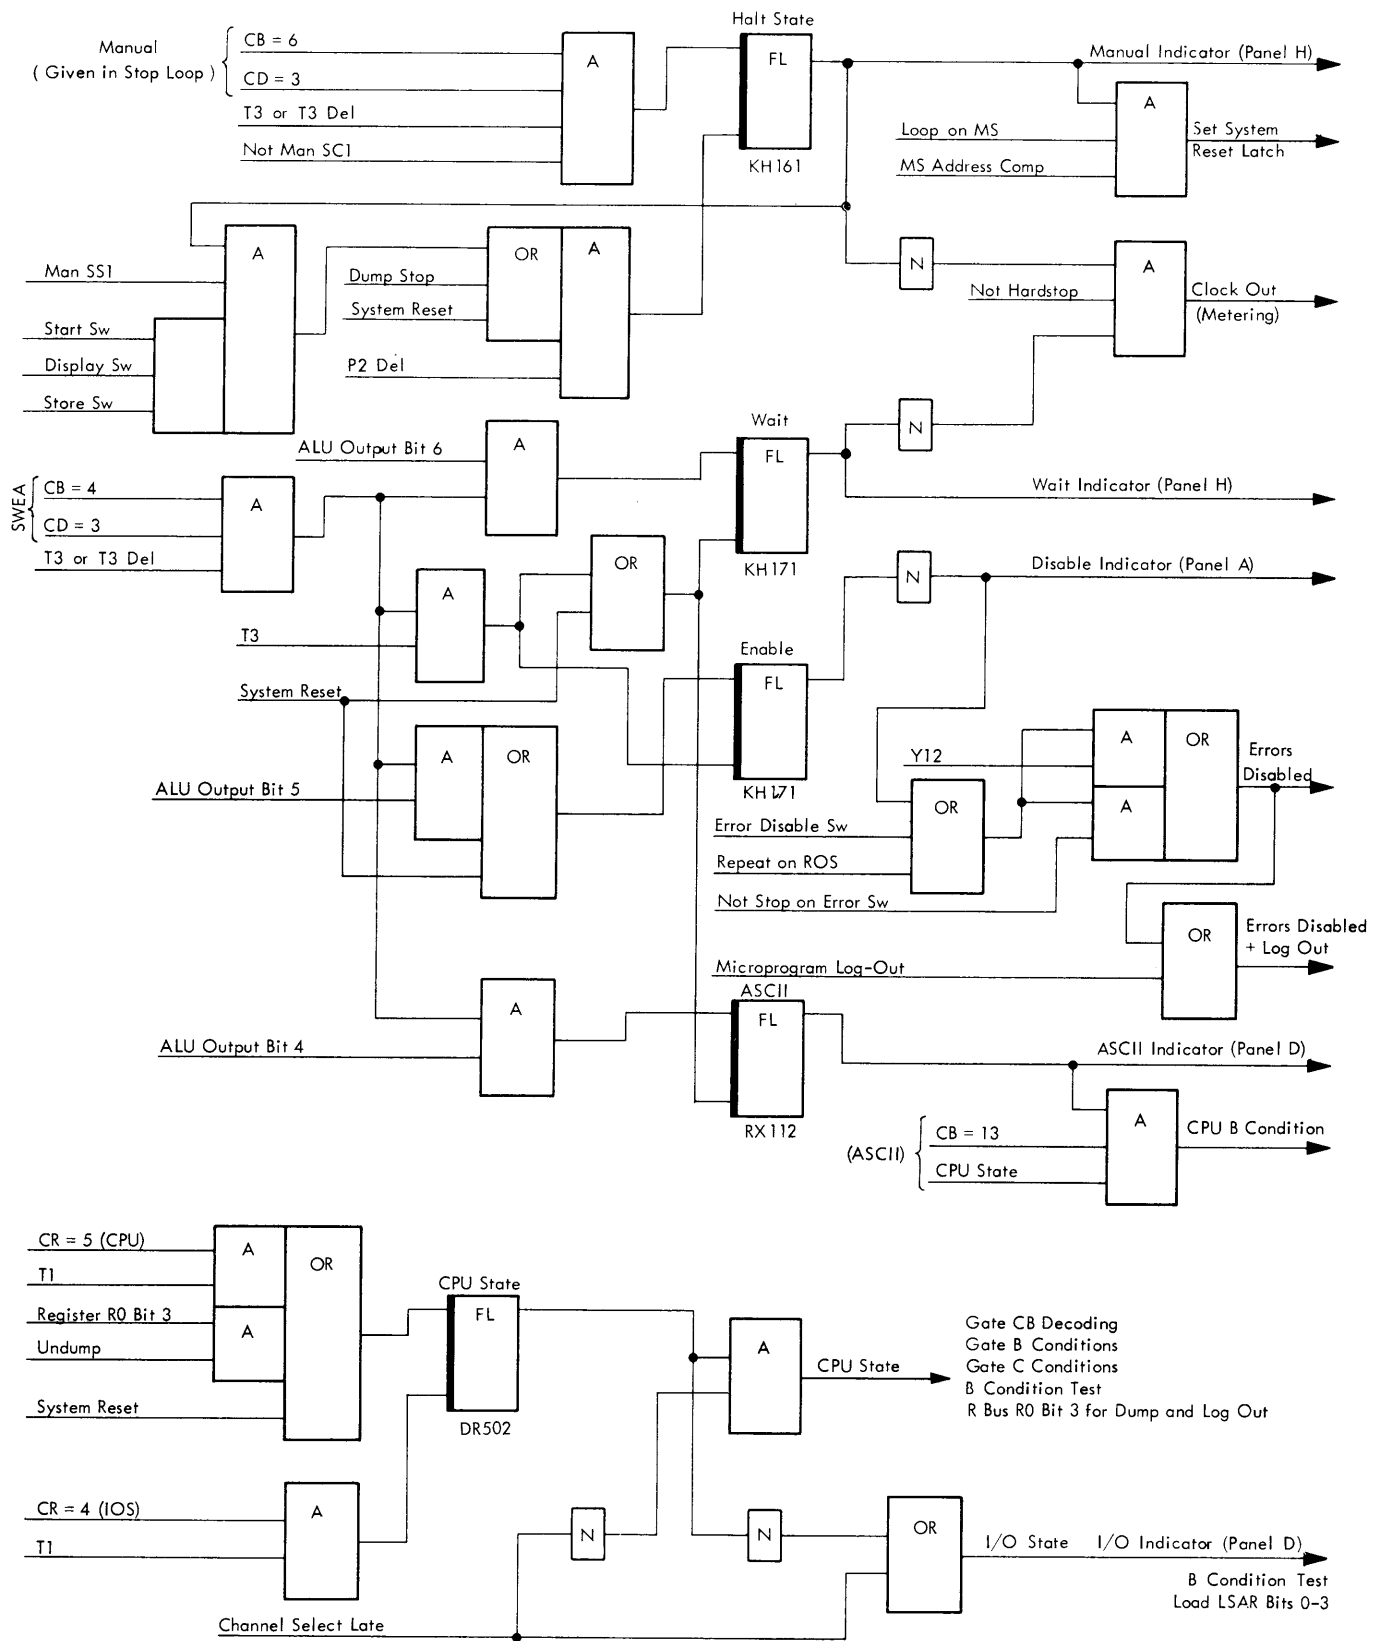 Halt State
Manual
( Given in Stop Loop )
CB = 6
CD = 3
T3 or T3 Del
Not Man SC1
A
FL
KH161
Manual Indicator (Panel H)
Loop on MS
MS Address Comp
A
Set System
Reset Latch
Man SS1
Start Sw
Display Sw
Store Sw
A
Dump Stop
System Reset
P2 Del
OR
A
N
Not Hardstop
A
Clock Out
(Metering)
N
SWEA
CB = 4
CD = 3
T3 or T3 Del
A
ALU Output Bit 6
A
Wait
FL
KH171
Wait Indicator (Panel H)
OR
A
T3
System Reset
N
Disable Indicator (Panel A)
Enable
FL
KH171
A
OR
ALU Output Bit 5
Y12
Error Disable Sw
Repeat on ROS
Not Stop on Error Sw
OR
A
A
OR
Errors
Disabled
Microprogram Log-Out
OR
Errors Disabled
+ Log Out
ALU Output Bit 4
A
ASCII
FL
RX112
ASCII Indicator (Panel D)
(ASCII)
CB = 13
CPU State
A
CPU B Condition
CR = 5 (CPU)
T1
Register R0 Bit 3
Undump
System Reset
A
A
OR
CPU State
FL
DR502
A
CPU State
Gate CB Decoding
Gate B Conditions
Gate C Conditions
B Condition Test
R Bus R0 Bit 3 for Dump and Log Out
CR = 4 (IOS)
T1
A
N
N
OR
I/O State I/O Indicator (Panel D)
B Condition Test
Load LSAR Bits 0-3
Channel Select Late